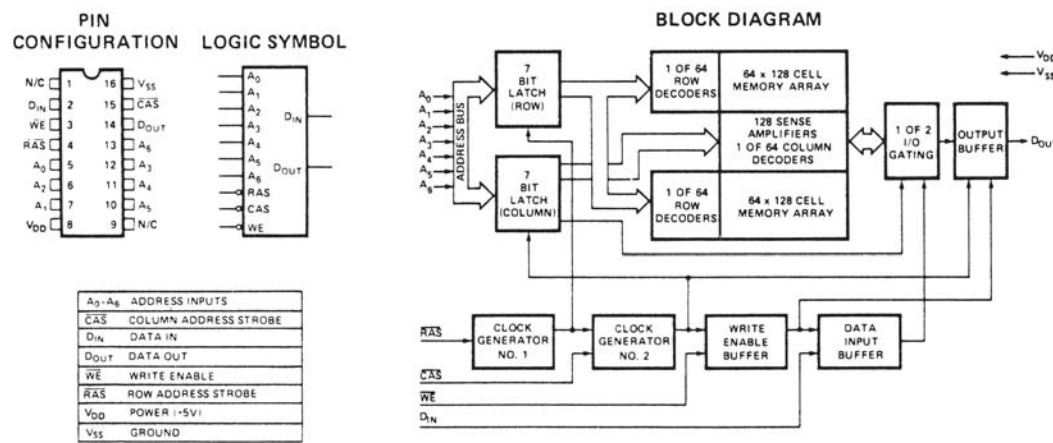 PIN
CONFIGURATION
N/C 1 16 VSS
DIN 2 15 CAS
WE 3 14 DOUT
RAS 4 13 A6
A0 5 12 A3
A2 6 11 A4
A1 7 10 A5
VDD 8 9 N/C
LOGIC SYMBOL
A0
A1
A2
A3
A4
A5
A6
RAS
CAS
WE
DIN
DOUT
A0-A6 ADDRESS INPUTS
CAS COLUMN ADDRESS STROBE
DIN DATA IN
DOUT DATA OUT
WE WRITE ENABLE
RAS ROW ADDRESS STROBE
VDD POWER (+5V)
VSS GROUND
BLOCK DIAGRAM
VDD
VSS
A0
A1
A2
A3
A4
A5
A6
ADDRESS BUS
7
BIT
LATCH
(ROW)
7
BIT
LATCH
(COLUMN)
1 OF 64
ROW
DECODERS
64 x 128 CELL
MEMORY ARRAY
128 SENSE
AMPLIFIERS
1 OF 64 COLUMN
DECODERS
1 OF 64
ROW
DECODERS
64 x 128 CELL
MEMORY ARRAY
1 OF 2
I/O
GATING
OUTPUT
BUFFER
DOUT
RAS
CLOCK
GENERATOR
NO. 1
CLOCK
GENERATOR
NO. 2
WRITE
ENABLE
BUFFER
DATA
INPUT
BUFFER
CAS
WE
DIN